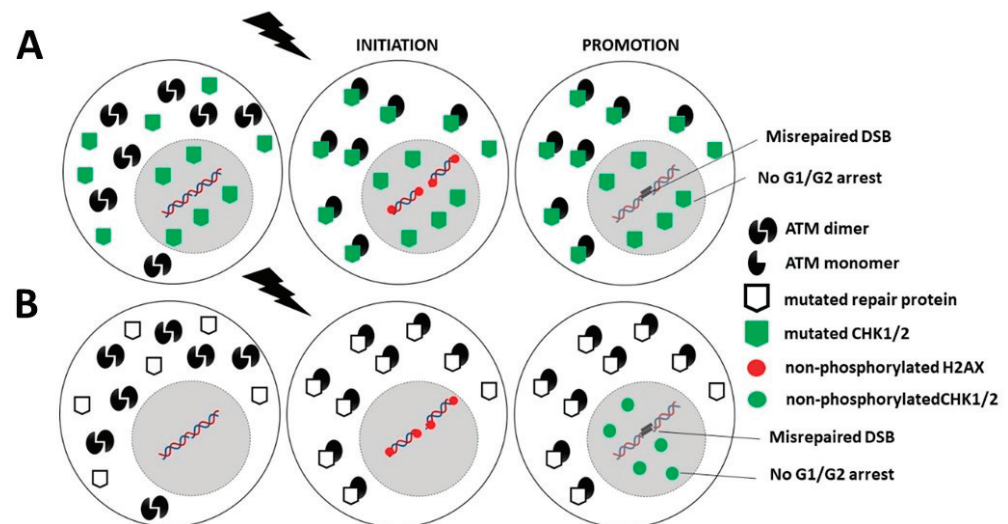 A
INITIATION
PROMOTION
Misrepaired DSB
No G1/G2 arrest
ATM dimer
ATM monomer
mutated repair protein
mutated CHK1/2
non-phosphorylated H2AX
non-phosphorylatedCHK1/2
B
Misrepaired DSB
No G1/G2 arrest